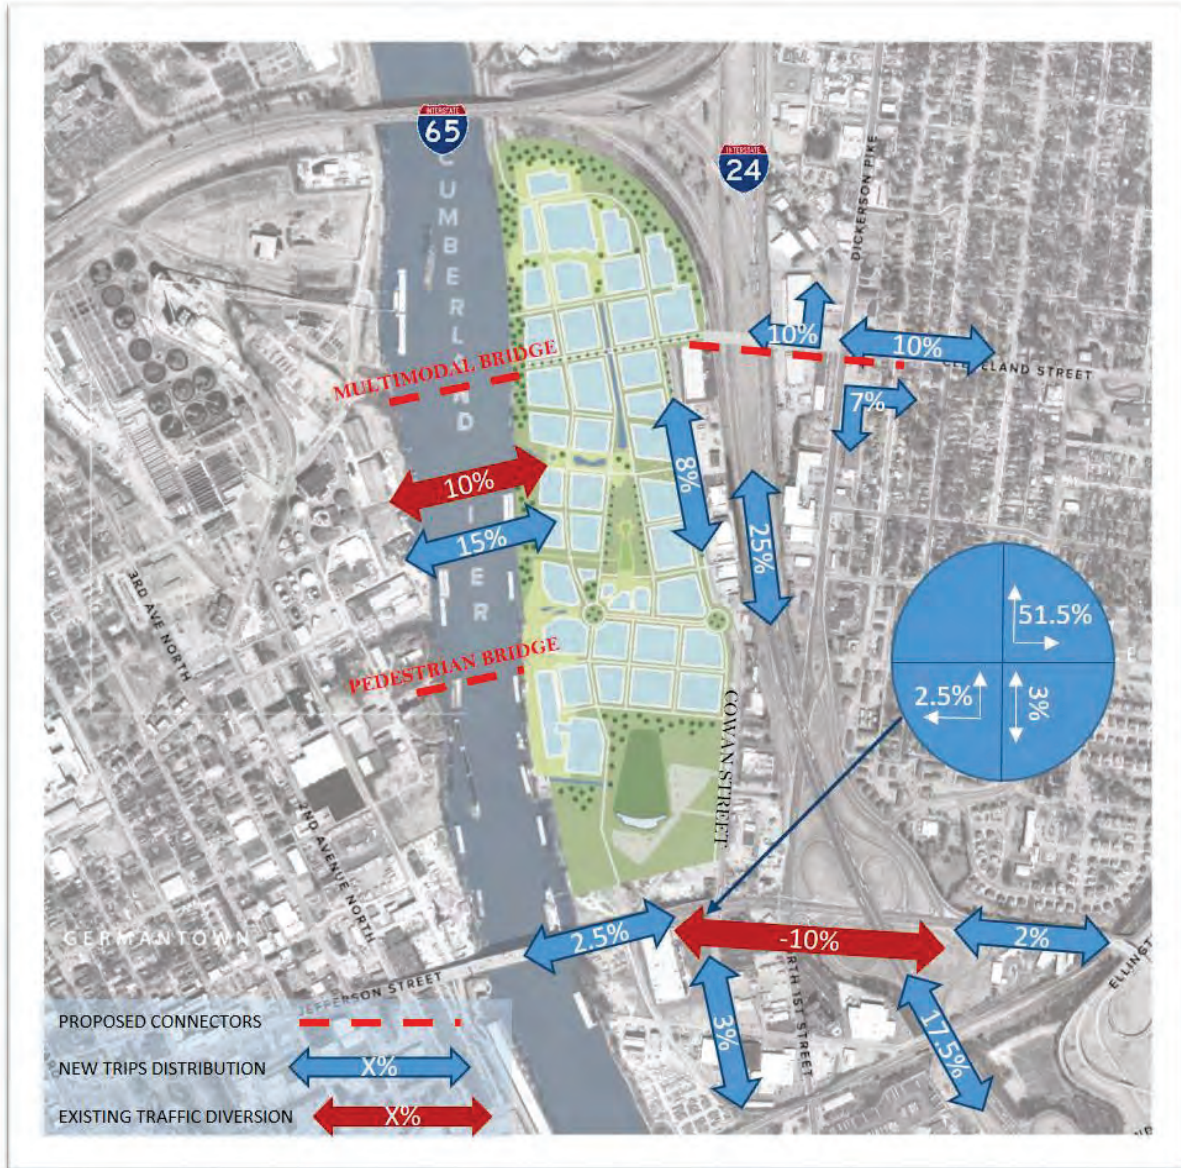 INTERSTATE
65
INTERSTATE
24
CUMBERLAND
DICKERSON PIKE
10%
10%
CLEVELAND STREET
MULTIMODAL BRIDGE
7%
8%
10%
25%
15%
3RD AVE NORTH
51.5%
2.5%
3%
PEDESTRIAN BRIDGE
COWAN STREET
2ND AVENUE NORTH
GERMANTOWN
2.5%
-10%
2%
JEFFERSON STREET
3%
17.5%
PROPOSED CONNECTORS
NEW TRIPS DISTRIBUTION
X%
EXISTING TRAFFIC DIVERSION
X%